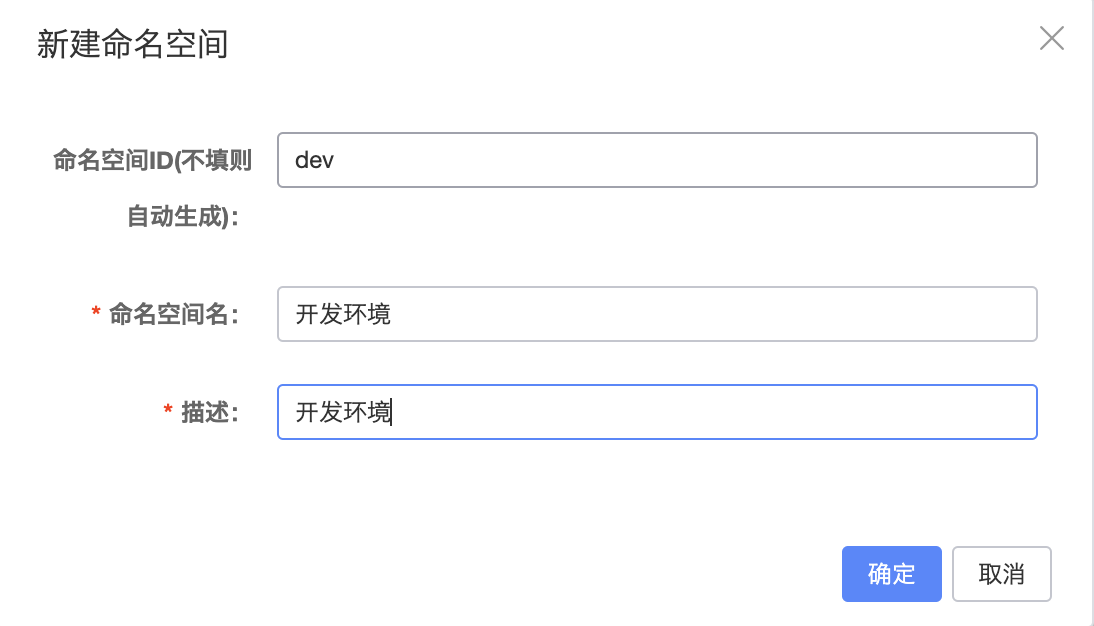 新建命名空间
命名空间ID(不填则
自动生成):
dev
* 命名空间名:
开发环境
* 描述:
开发环境
确定
取消